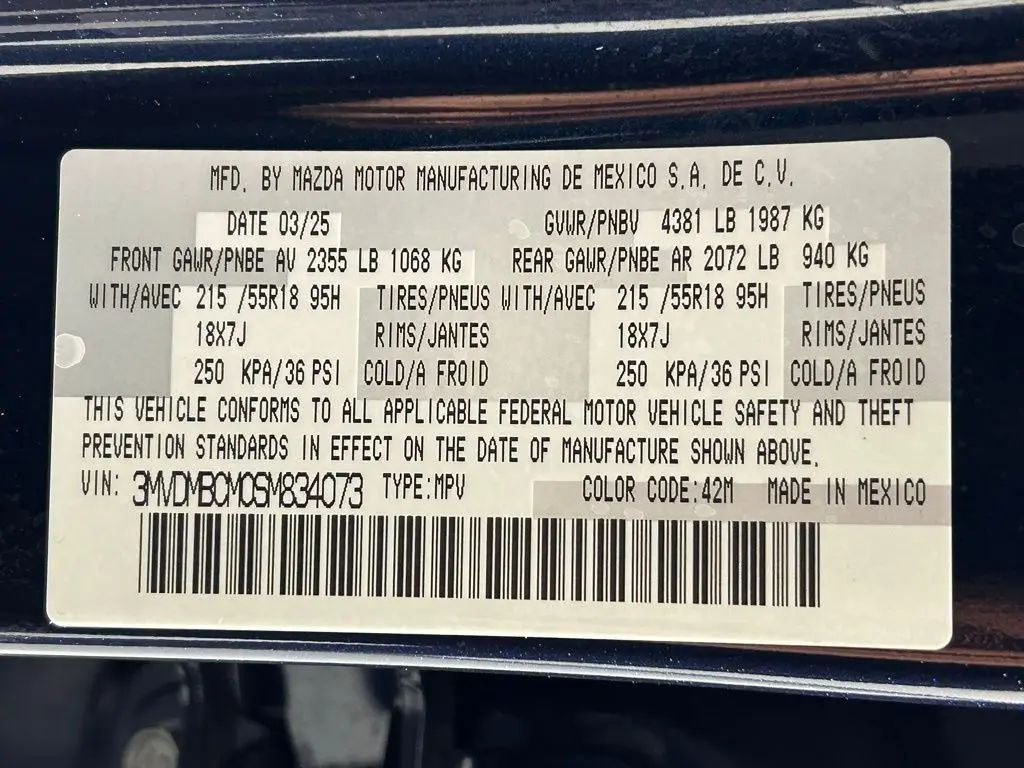 MFD. BY MAZDA MOTOR MANUFACTURING DE MEXICO S.A. DE C.V.
DATE 03/25 GVWR/PNBV 4381 LB 1987 KG
FRONT GAWR/PNBE AV 2355 LB 1068 KG REAR GAWR/PNBE AR 2072 LB 940 KG
WITH/AVEC 215 /55R18 95H TIRES/PNEUS WITH/AVEC 215 /55R18 95H TIRES/PNEUS
18X7J RIMS/JANTES 18X7J RIMS/JANTES
250 KPA/36 PSI COLD/A FROID 250 KPA/36 PSI COLD/A FROID
THIS VEHICLE CONFORMS TO ALL APPLICABLE FEDERAL MOTOR VEHICLE SAFETY AND THEFT
PREVENTION STANDARDS IN EFFECT ON THE DATE OF MANUFACTURE SHOWN ABOVE.
VIN: 3MVDMBCM0SM834073 TYPE:MPV COLOR CODE:42M MADE IN MEXICO